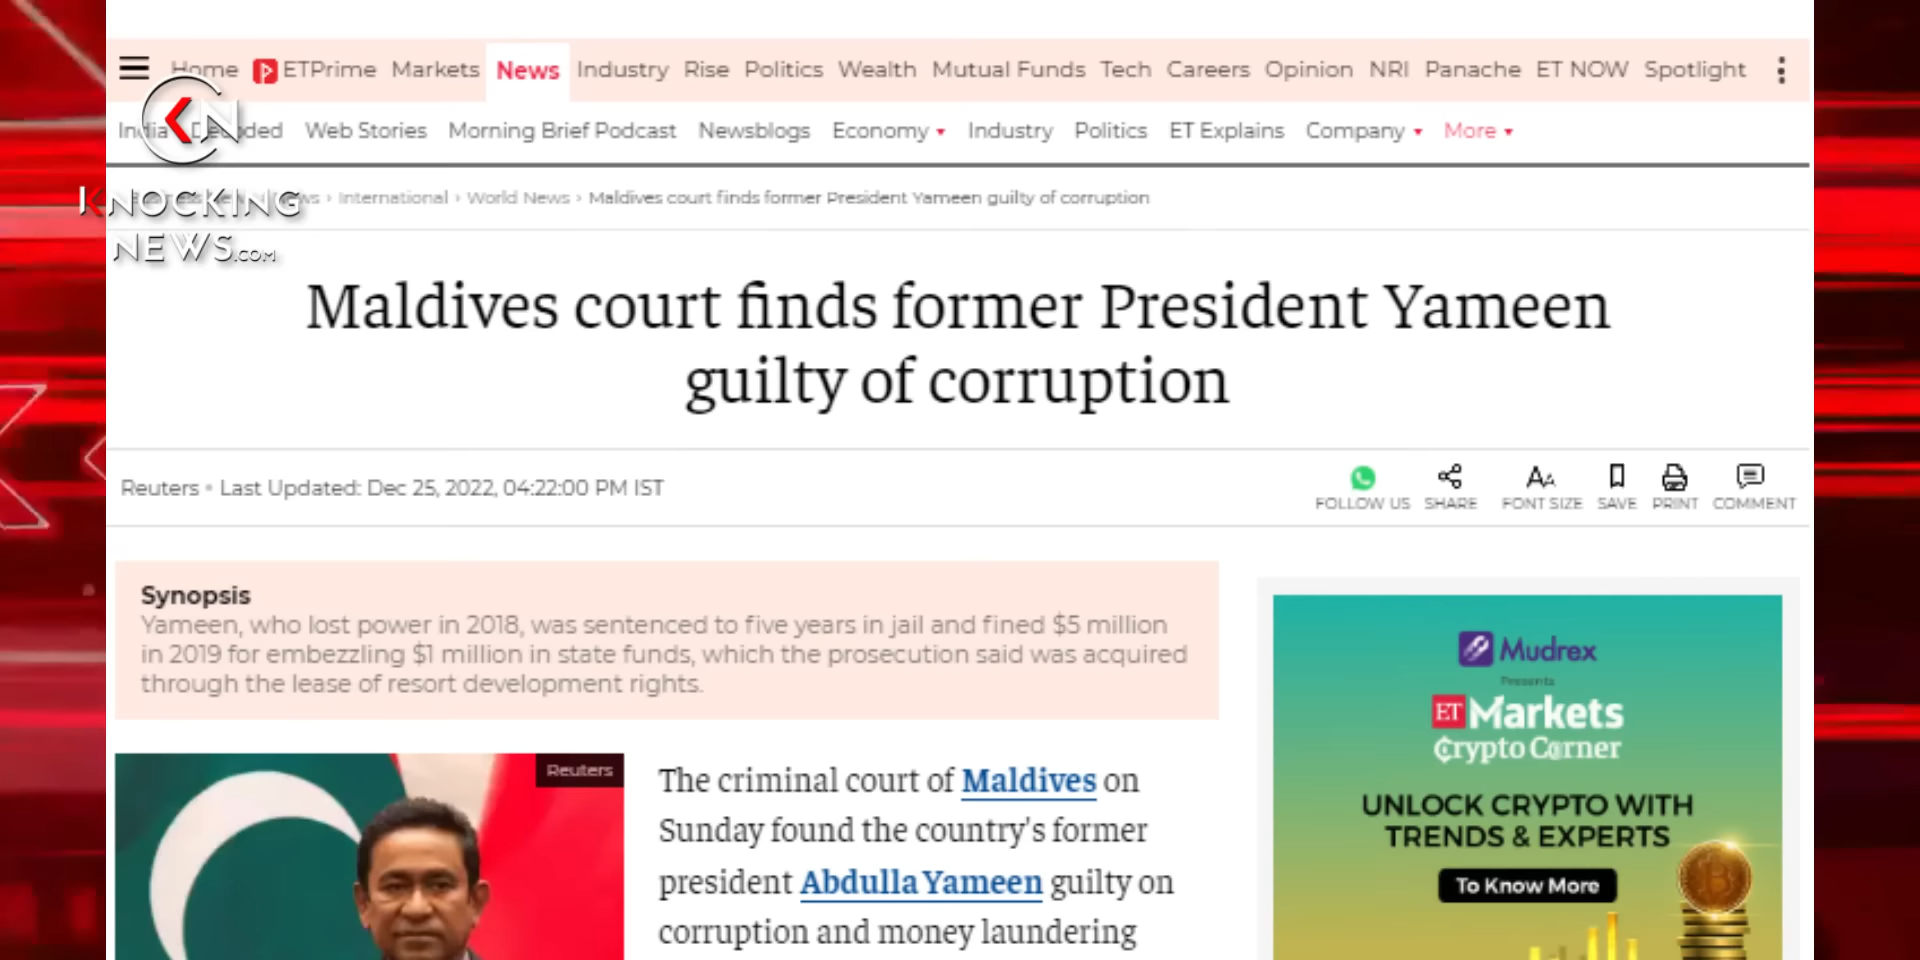 Home ETPrime Markets News Industry Rise Politics Wealth Mutual Funds Tech Careers Opinion NRI Panache ET NOW Spotlight
India Decoded Web Stories Morning Brief Podcast Newsblogs Economy Industry Politics ET Explains Company More
KN
KNOCKING
NEWS.COM
› International › World News › Maldives court finds former President Yameen guilty of corruption
Maldives court finds former President Yameen
guilty of corruption
Reuters • Last Updated: Dec 25, 2022, 04:22:00 PM IST
FOLLOW US SHARE FONT SIZE SAVE PRINT COMMENT
Synopsis
Yameen, who lost power in 2018, was sentenced to five years in jail and fined $5 million
in 2019 for embezzling $1 million in state funds, which the prosecution said was acquired
through the lease of resort development rights.
Reuters
The criminal court of Maldives on
Sunday found the country's former
president Abdulla Yameen guilty on
corruption and money laundering
Mudrex
Presents
ET Markets
Crypto Corner
UNLOCK CRYPTO WITH
TRENDS & EXPERTS
To Know More